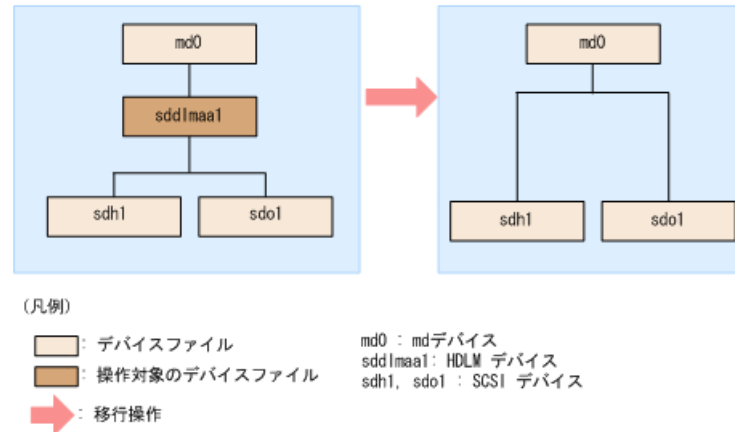 md0
sddlmaa1
sdh1
sdo1
md0
sdh1
sdo1
(凡例)
: デバイスファイル
: 操作対象のデバイスファイル
: 移行操作
md0 : mdデバイス
sddlmaa1: HDLM デバイス
sdh1, sdo1 : SCSI デバイス